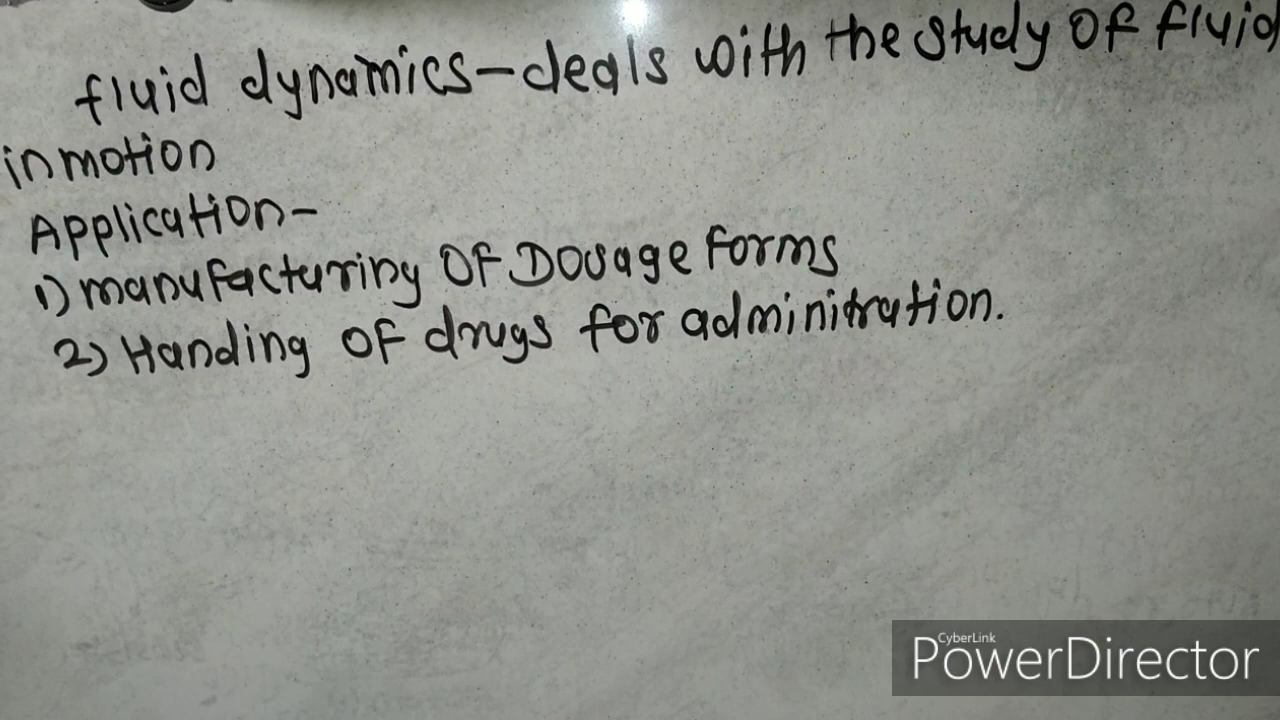 fluid dynamics-deals with the study OF fluid
in motion
Application-
1) manufacturing OF Dosage forms
2) Handing OF drugs for adminitration.
CyberLink
PowerDirector